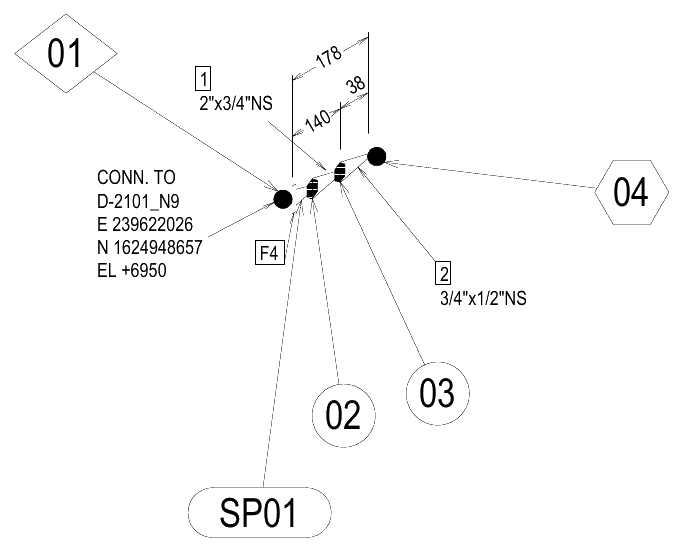 01
178
1
2"x3/4"NS
38
140
CONN. TO
D-2101_N9
E 239622026
N 1624948657
EL +6950
04
F4
2
3/4"x1/2"NS
02
03
SP01